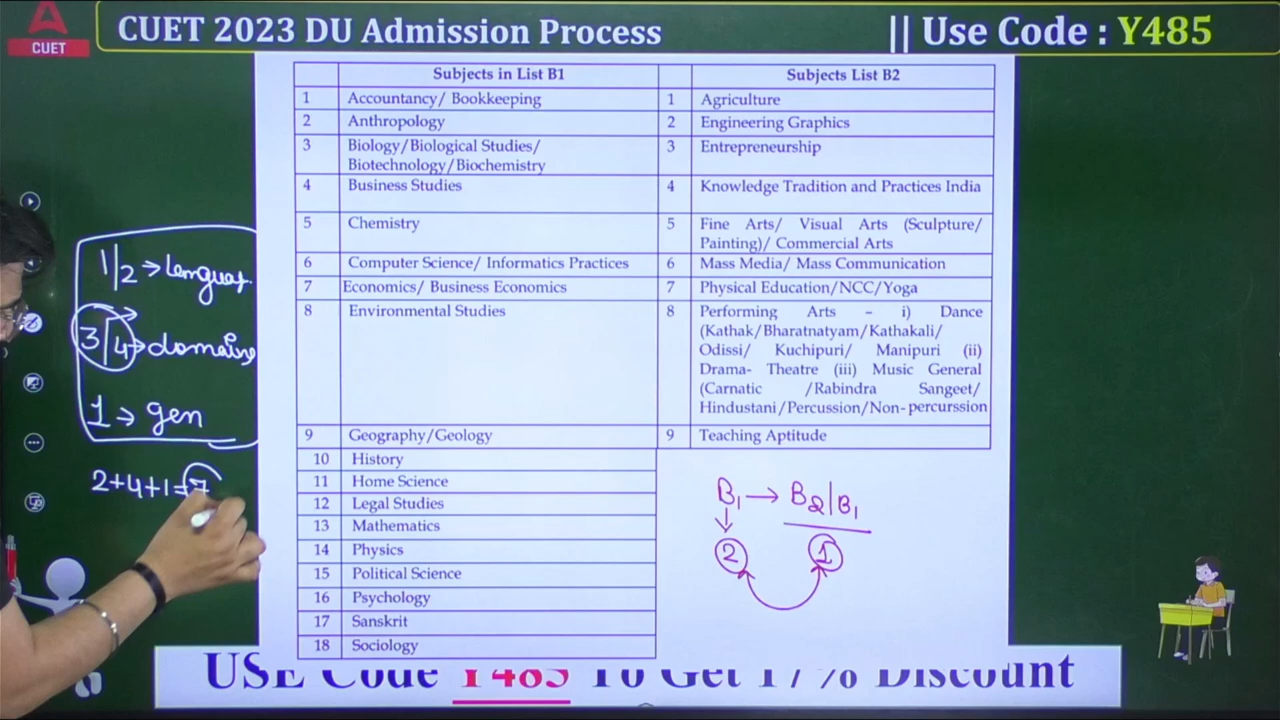 CUET
CUET 2023 DU Admission Process
|| Use Code : Y485
Subjects in List B1
Subjects List B2
1 Accountancy/ Bookkeeping
1 Agriculture
2 Anthropology
2 Engineering Graphics
3 Biology/Biological Studies/
Biotechnology/Biochemistry
3 Entrepreneurship
4 Business Studies
4 Knowledge Tradition and Practices India
5 Chemistry
5 Fine Arts/ Visual Arts (Sculpture/
Painting)/ Commercial Arts
6 Computer Science/ Informatics Practices
6 Mass Media/ Mass Communication
7 Economics/ Business Economics
7 Physical Education/NCC/Yoga
8 Environmental Studies
8 Performing Arts – i) Dance
(Kathak/Bharatnatyam/Kathakali/
Odissi/ Kuchipuri/ Manipuri (ii)
Drama- Theatre (iii) Music General
(Carnatic /Rabindra Sangeet/
Hindustani/Percussion/Non-percurssion
9 Geography/Geology
9 Teaching Aptitude
10 History
11 Home Science
12 Legal Studies
13 Mathematics
14 Physics
15 Political Science
16 Psychology
17 Sanskrit
18 Sociology
1/2 → languag
3/4 → domains
1 → gen
2+4+1=7
B1 → B2/B1
2 1
USE Code Y485 To Get 17% Discount